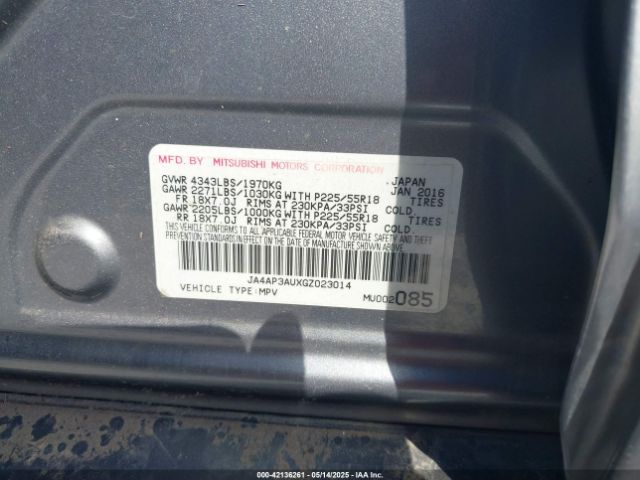 MFD. BY MITSUBISHI MOTORS CORPORATION
GVWR 4343LBS/1970KG JAPAN
GAWR 2271LBS/1030KG WITH P225/55R18 JAN 2016
FR 18X7.0J RIMS AT 230KPA/33PSI COLD TIRES
GAWR 2205LBS/1000KG WITH P225/55R18
RR 18X7.0J RIMS AT 230KPA/33PSI COLD. TIRES
THIS VEHICLE CONFORMS TO ALL APPLICABLE FEDERAL MOTOR VEHICLE SAFETY AND THEFT
PREVENTION STANDARDS IN EFFECT ON THE DATE OF MANUFACTURE SHOWN ABOVE.
JA4AP3AUXGZ023014
VEHICLE TYPE:MPV MU002085
000-42136261 - 05/14/2025 - IAAI, Inc.